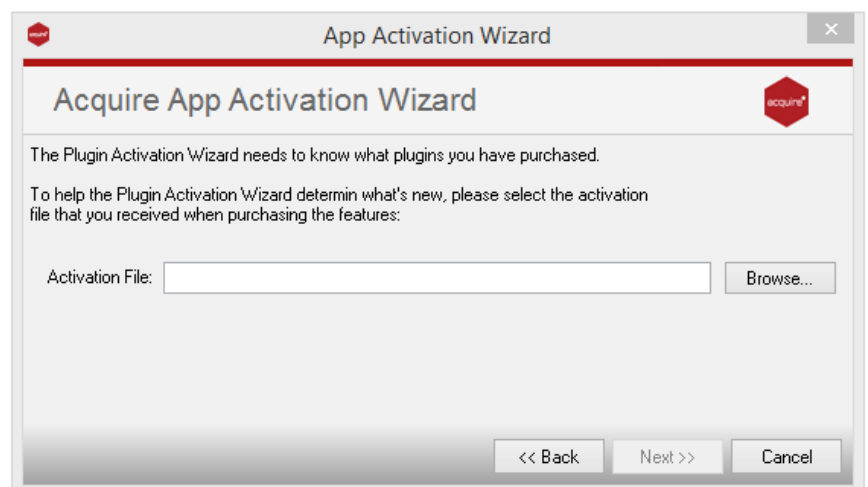 App Activation Wizard
Acquire App Activation Wizard
acquire
The Plugin Activation Wizard needs to know what plugins you have purchased.
To help the Plugin Activation Wizard determin what's new, please select the activation
file that you received when purchasing the features:
Activation File:
Browse...
<< Back
Next >>
Cancel